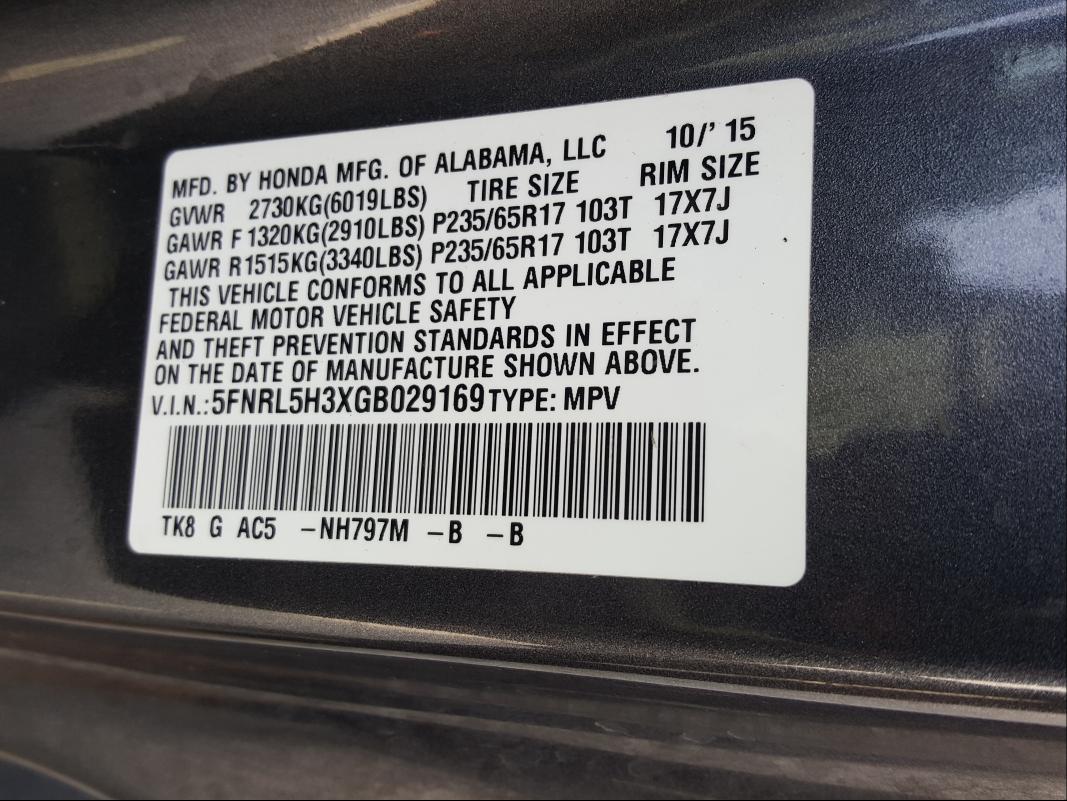 MFD. BY HONDA MFG. OF ALABAMA, LLC 10/' 15
GVWR 2730KG(6019LBS) TIRE SIZE RIM SIZE
GAWR F 1320KG(2910LBS) P235/65R17 103T 17X7J
GAWR R1515KG(3340LBS) P235/65R17 103T 17X7J
THIS VEHICLE CONFORMS TO ALL APPLICABLE
FEDERAL MOTOR VEHICLE SAFETY
AND THEFT PREVENTION STANDARDS IN EFFECT
ON THE DATE OF MANUFACTURE SHOWN ABOVE.
V.I.N.:5FNRL5H3XGB029169 TYPE: MPV
TK8 G AC5 –NH797M –B –B